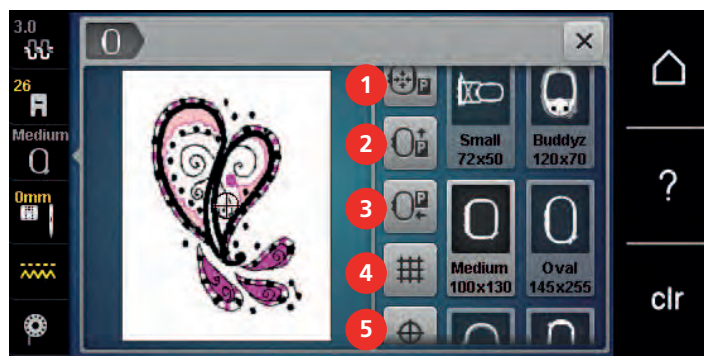 3.0
26
Medium
0mm
1
P
2
P
3
P
4
5
Small
72x50
Buddyz
120x70
Medium
100x130
Oval
145x255
?
clr